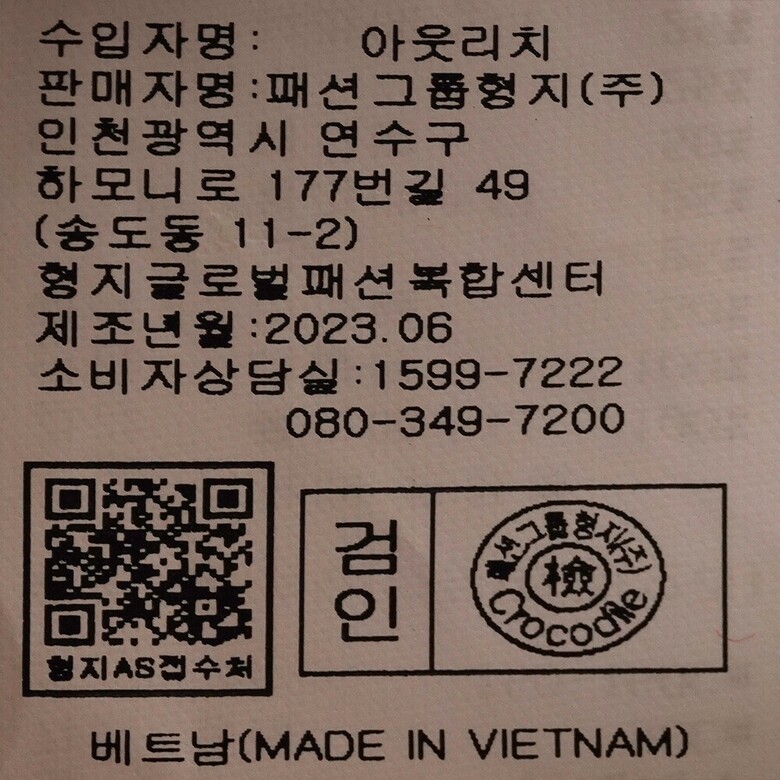 수입자명: 아웃리치
판매자명:패션그룹형지(주)
인천광역시 연수구
하모니로 177번길 49
(송도동 11-2)
형지글로벌패션복합센터
제조년월:2023.06
소비자상담실:1599-7222
080-349-7200
형지AS접수처
검인
패션그룹형지(주)
檢
Crocodile
베트남(MADE IN VIETNAM)